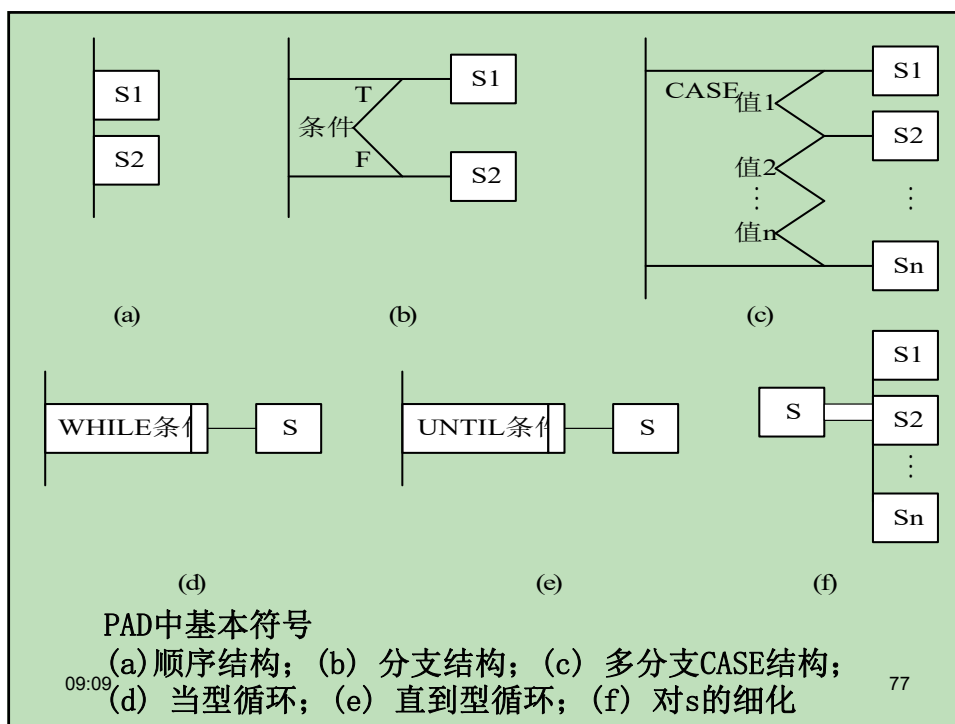 S1
S2
(a)
T
条件
F
S1
S2
(b)
CASE
值1
值2
⋮
值n
S1
S2
⋮
Sn
(c)
WHILE条件
S
(d)
UNTIL条件
S
(e)
S
S1
S2
⋮
Sn
(f)
PAD中基本符号
(a)顺序结构；(b) 分支结构；(c) 多分支CASE结构；
(d) 当型循环；(e) 直到型循环；(f) 对s的细化
09:09
77